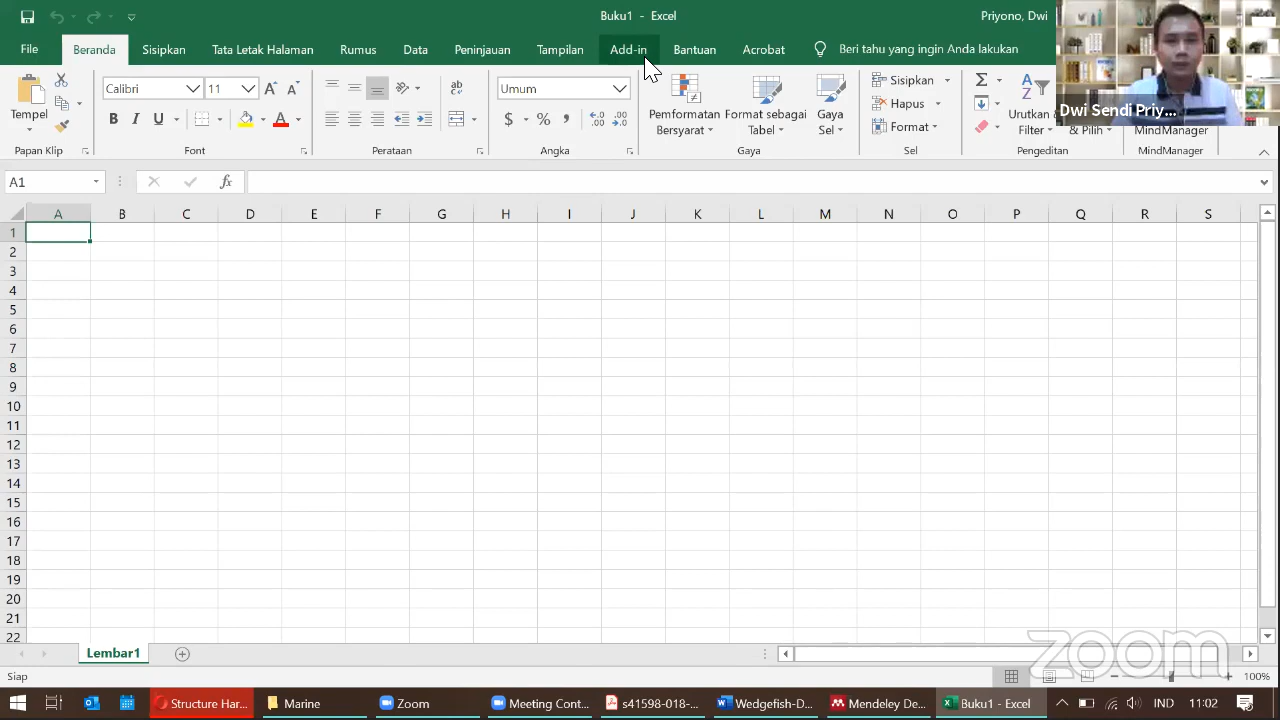 Buku1 - Excel
Priyono, Dwi
File Beranda Sisipkan Tata Letak Halaman Rumus Data Peninjauan Tampilan Add-in Bantuan Acrobat Beri tahu yang ingin Anda lakukan
Dwi Sendi Priy...
Tempel
Papan Klip
Calibri 11
B I U A
Font
ab
Perataan
Umum
$ %
Angka
Pemformatan Bersyarat
Format sebagai Tabel
Gaya Sel
Gaya
Sisipkan
Hapus
Format
Sel
Urutkan
Filter
& Pilih
Pengeditan
MindManager
MindManager
A1 fx
A B C D E F G H I J K L M N O P Q R S
1
2
3
4
5
6
7
8
9
10
11
12
13
14
15
16
17
18
19
20
21
22
Lembar1
zoom
Siap
100%
Structure Har...
Marine
Zoom
Meeting Cont...
s41598-018-...
Wedgefish-D...
Mendeley De...
Buku1 - Excel
IND
11:02